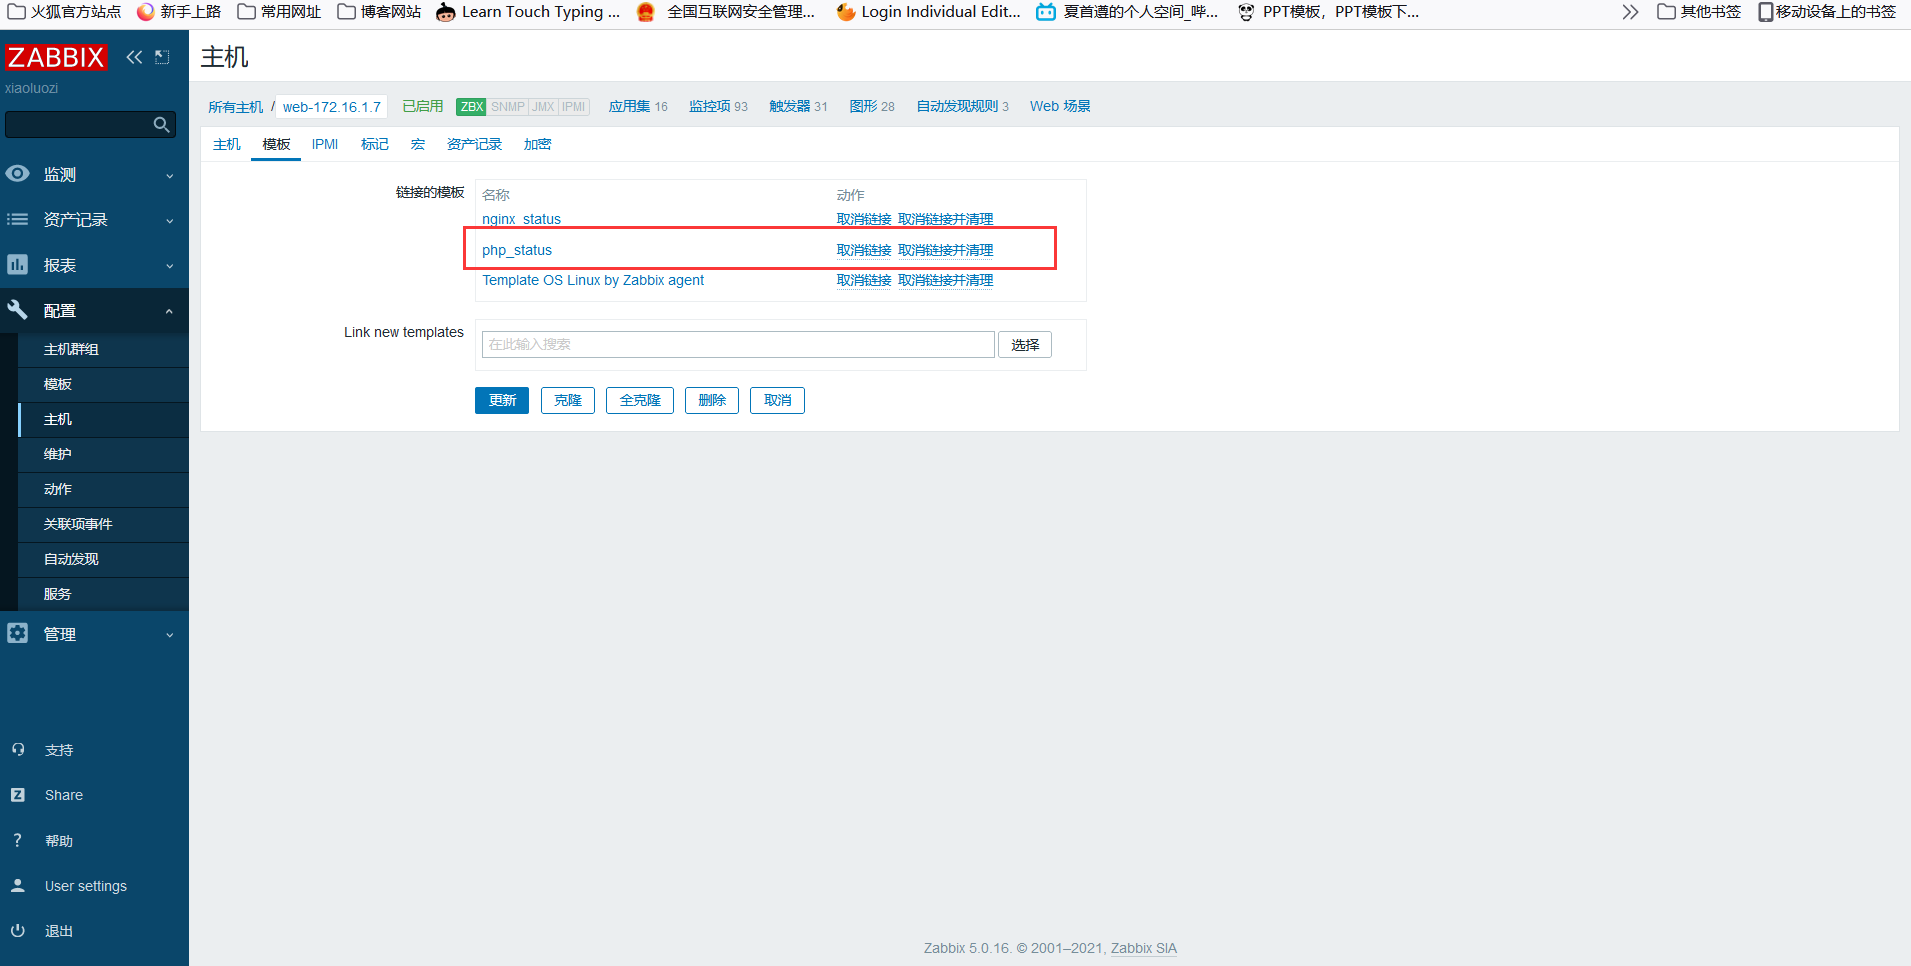 火狐官方站点 新手上路 常用网址 博客网站 Learn Touch Typing ... 全国互联网安全管理... Login Individual Edit... 夏首遵的个人空间_哔... PPT模板，PPT模板下... 其他书签 移动设备上的书签
ZABBIX
xiaoluozi
监测
资产记录
报表
配置
主机群组
模板
主机
维护
动作
关联项事件
自动发现
服务
管理
支持
Share
帮助
User settings
退出
主机
所有主机 / web-172.16.1.7 已启用 ZBX SNMP JMX IPMI 应用集 16 监控项 93 触发器 31 图形 28 自动发现规则 3 Web 场景
主机 模板 IPMI 标记 宏 资产记录 加密
链接的模板 名称 动作
nginx_status 取消链接 取消链接并清理
php_status 取消链接 取消链接并清理
Template OS Linux by Zabbix agent 取消链接 取消链接并清理
Link new templates 在此输入搜索 选择
更新 克隆 全克隆 删除 取消
Zabbix 5.0.16. © 2001–2021, Zabbix SIA